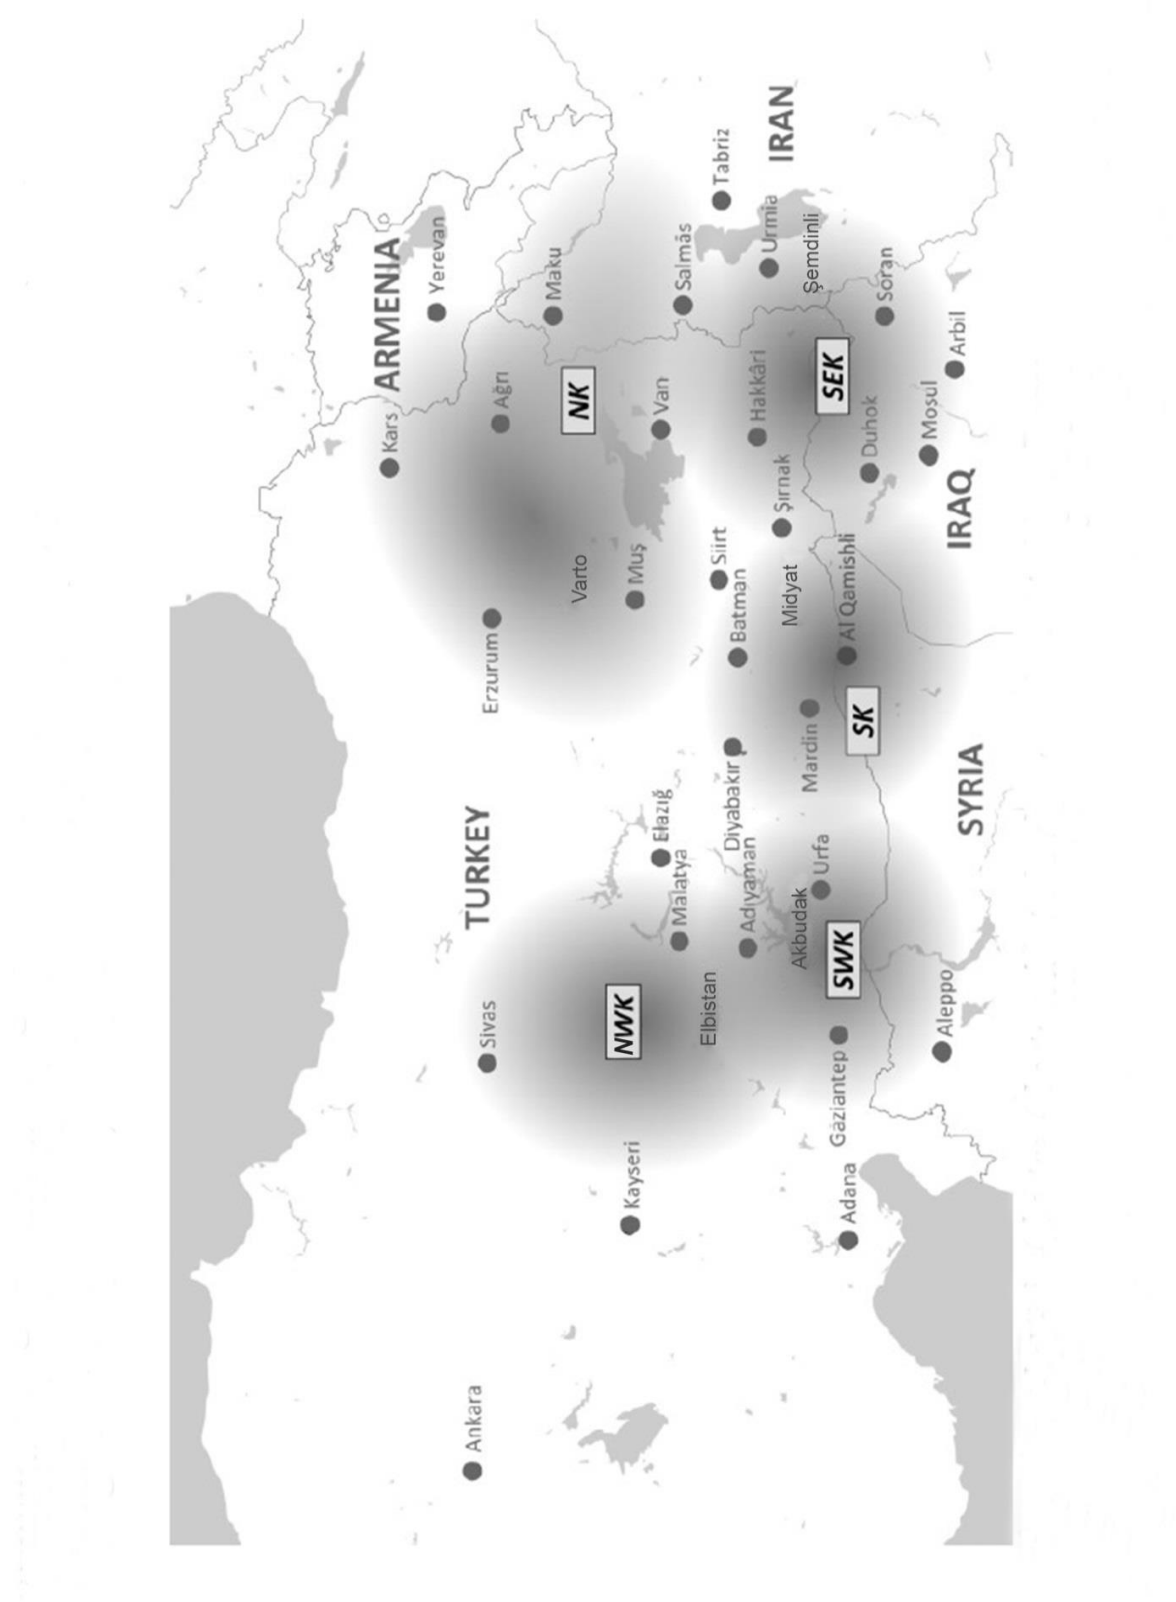 ARMENIA
Yerevan
Kars
Ağrı
Maku
NK
Erzurum
Varto
Muş
Van
Salmās
Tabriz
IRAN
Urmia
Şemdinli
Hakkâri
SEK
Soran
Şırnak
Duhok
Arbil
Mosul
IRAQ
Siirt
Batman
Midyat
Al Qamishli
Diyabakır
Mardin
SK
SYRIA
TURKEY
Elazığ
Malatya
Adıyaman
Urfa
Akbudak
SWK
Sivas
NWK
Elbistan
Gaziantep
Aleppo
Kayseri
Adana
Ankara